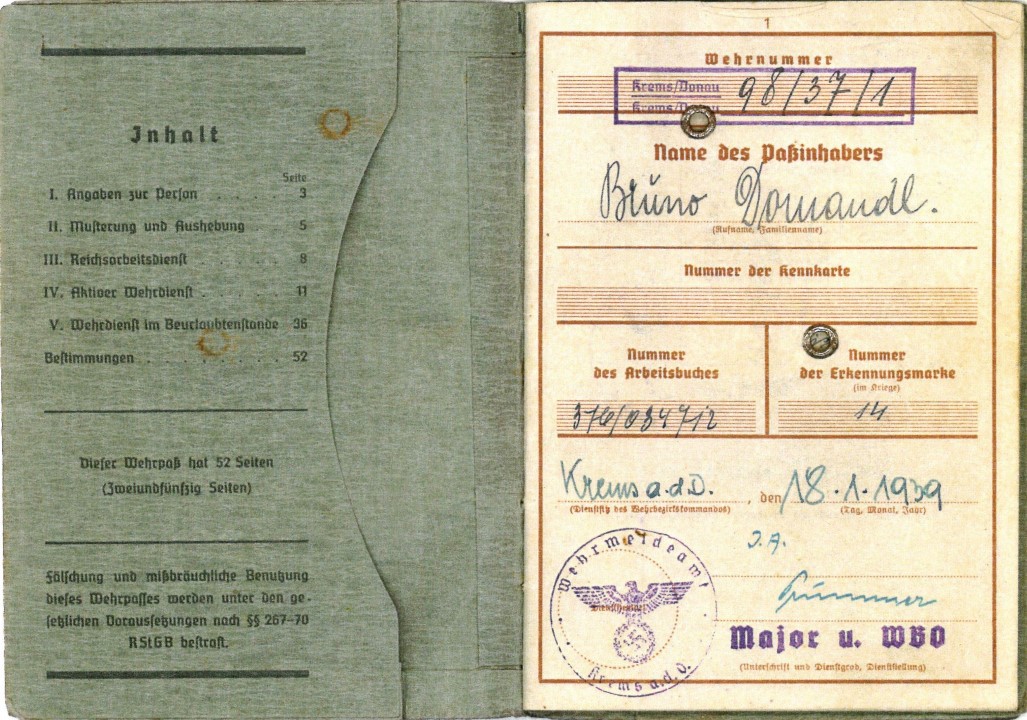 Inhalt
Seite
I. Angaben zur Person . . . . . 3
II. Musterung und Aushebung . 5
III. Reichsarbeitsdienst . . . . . 8
IV. Aktiver Wehrdienst . . . . . 11
V. Wehrdienst im Beurlaubtenstande 36
Bestimmungen . . . . . . . . 52
Dieser Wehrpaß hat 52 Seiten
(Zweiundfünfzig Seiten)
Fälschung und mißbräuchliche Benutzung
dieses Wehrpasses werden unter den ge-
setzlichen Voraussetzungen nach §§ 267-70
RStGB bestraft.
1
Wehrnummer
Krems/Donau 98/37/1
Krems/Donau
Name des Paßinhabers
Bruno Domandl.
(Rufname, Familienname)
Nummer der Kennkarte
Nummer
des Arbeitsbuches
Nummer
der Erkennungsmarke
(im Kriege)
14
Krems a.d.D., den 18.1.1939
(Dienstsitz des Wehrbezirkskommandos) (Tag, Monat, Jahr)
J.A.
Wehrmeldeamt
Krems a.d.D.
Major u. WBO
(Unterschrift und Dienstgrad, Dienststellung)